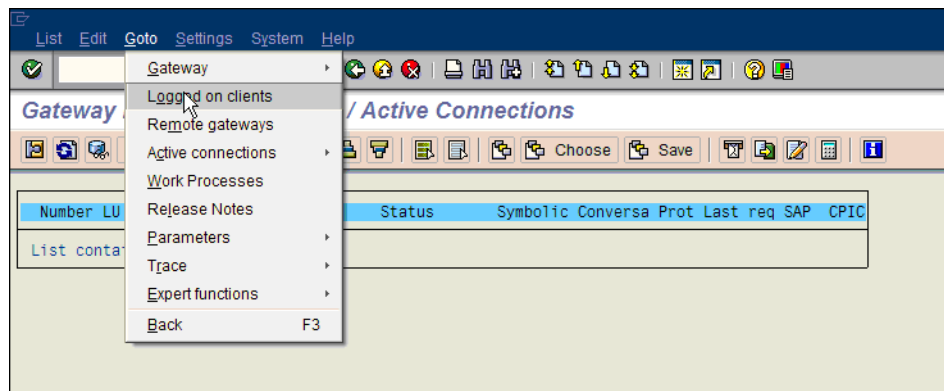 List Edit Goto Settings System Help
Gateway
Logged on clients
Gateway / Active Connections
Remote gateways
Active connections
Choose Save
Work Processes
Release Notes
Number LU Status Symbolic Conversa Prot Last req SAP CPIC
Parameters
List
Trace
Expert functions
Back F3